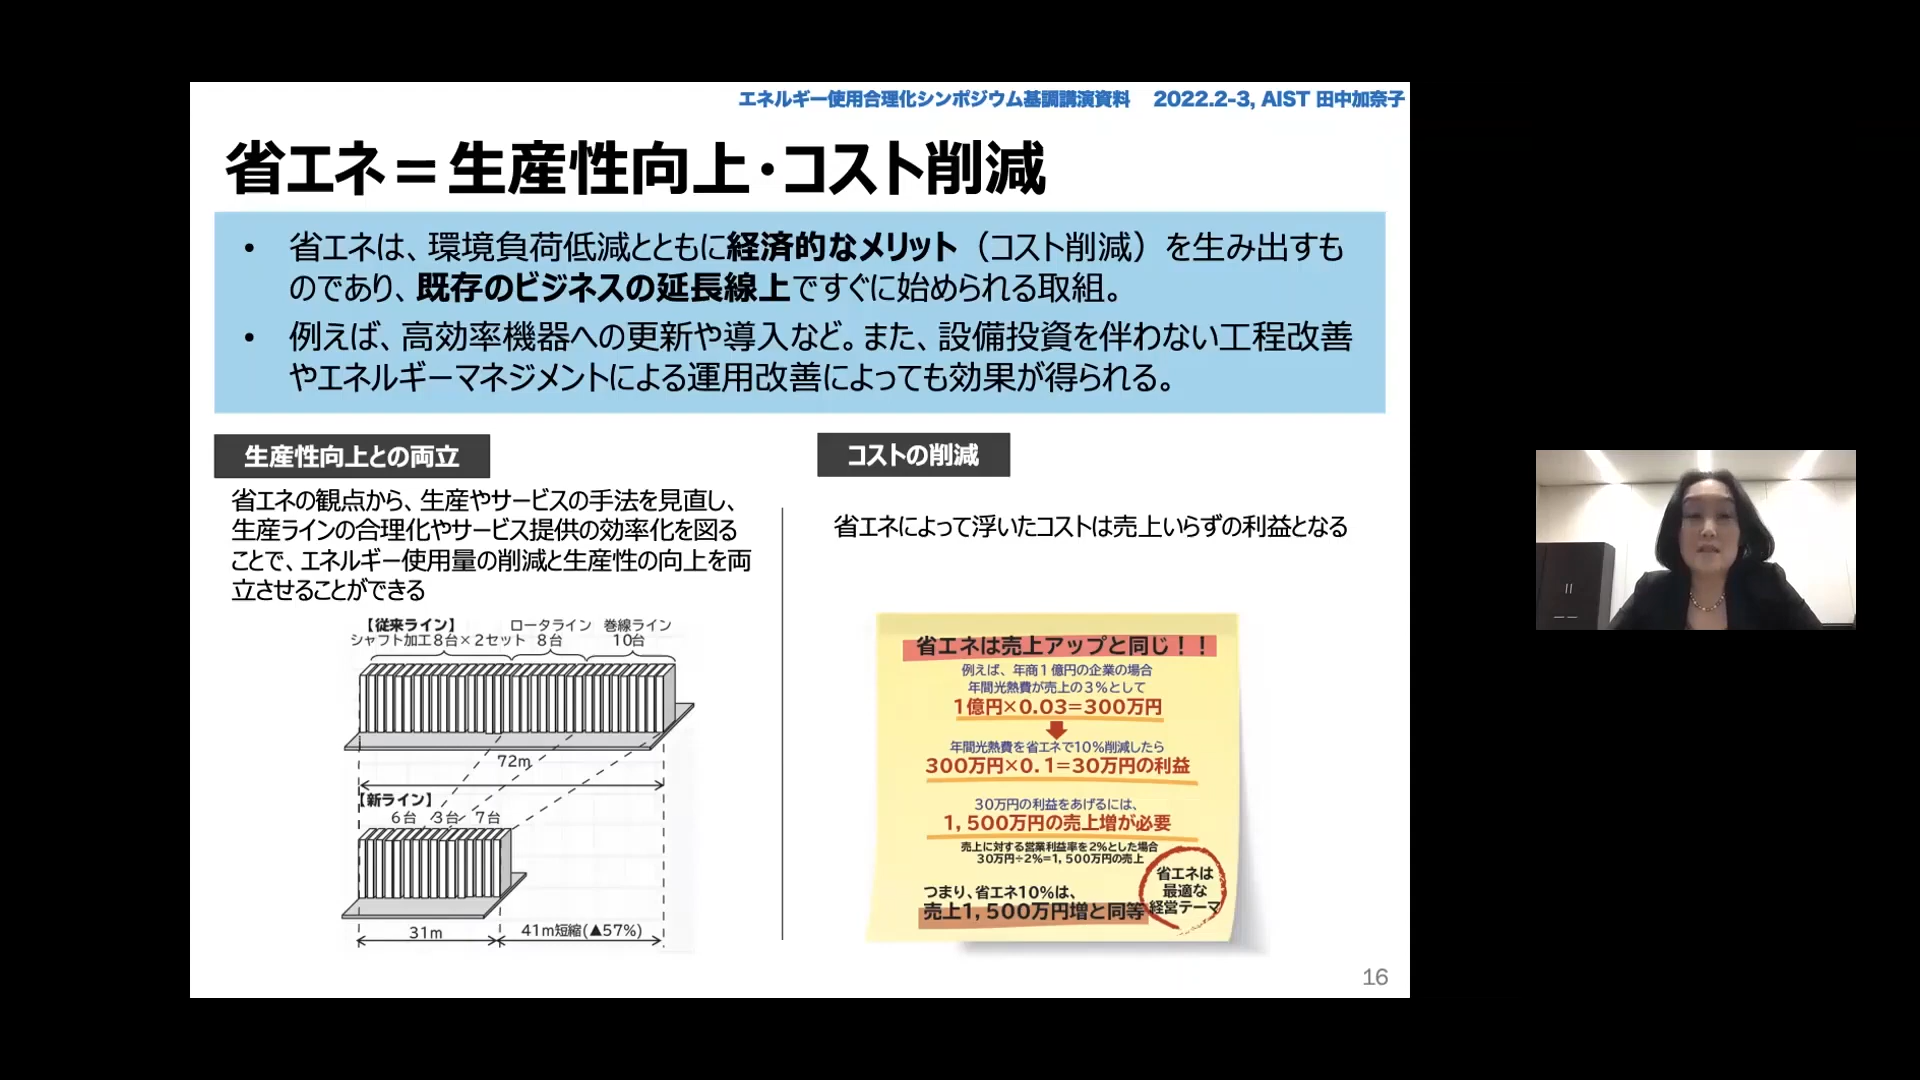 エネルギー使用合理化シンポジウム基調講演資料　2022.2-3, AIST 田中加奈子
省エネ＝生産性向上・コスト削減
• 省エネは、環境負荷低減とともに経済的なメリット（コスト削減）を生み出すも
のであり、既存のビジネスの延長線上ですぐに始められる取組。
• 例えば、高効率機器への更新や導入など。また、設備投資を伴わない工程改善
やエネルギーマネジメントによる運用改善によっても効果が得られる。
生産性向上との両立
省エネの観点から、生産やサービスの手法を見直し、
生産ラインの合理化やサービス提供の効率化を図る
ことで、エネルギー使用量の削減と生産性の向上を両
立させることができる
【従来ライン】
シャフト加工8台×2セット
ロータライン
8台
巻線ライン
10台
72m
【新ライン】
6台 3台 7台
31m
41m短縮(▲57%)
コストの削減
省エネによって浮いたコストは売上いらずの利益となる
省エネは売上アップと同じ！！
例えば、年商１億円の企業の場合
年間光熱費が売上の３％として
1億円×0.03=300万円
年間光熱費を省エネで10%削減したら
300万円×0.1=30万円の利益
30万円の利益をあげるには、
1,500万円の売上増が必要
売上に対する営業利益率を2%とした場合
30万円÷2%=1,500万円の売上
つまり、省エネ10%は、
売上1,500万円増と同等
省エネは
最適な
経営テーマ
16